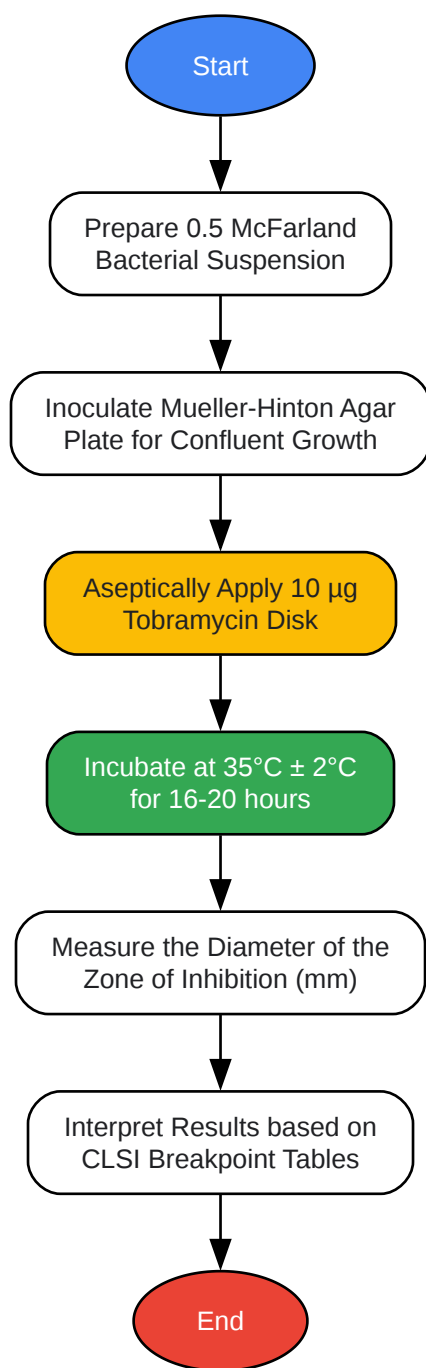 Start
Prepare 0.5 McFarland
Bacterial Suspension
Inoculate Mueller-Hinton Agar
Plate for Confluent Growth
Aseptically Apply 10 µg
Tobramycin Disk
Incubate at 35°C ± 2°C
for 16-20 hours
Measure the Diameter of the
Zone of Inhibition (mm)
Interpret Results based on
CLSI Breakpoint Tables
End